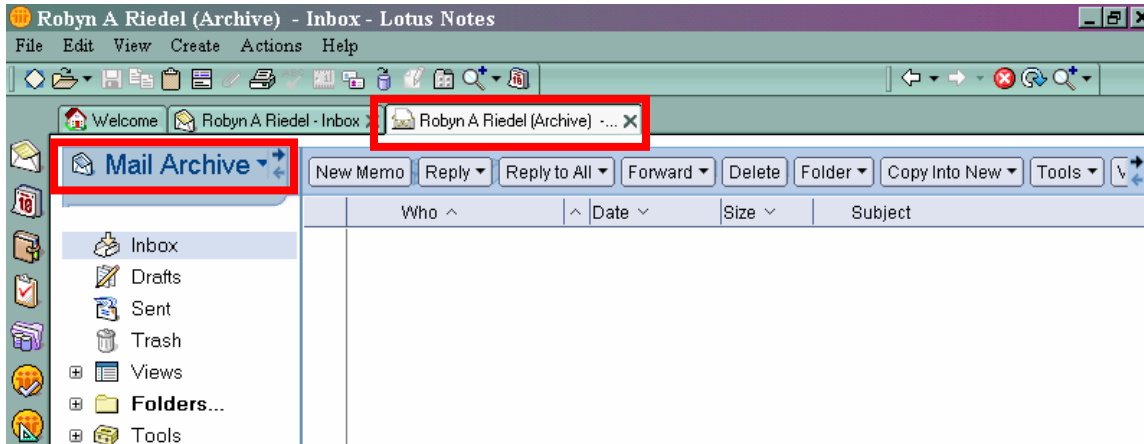 Robyn A Riedel (Archive) - Inbox - Lotus Notes
File Edit View Create Actions Help
Welcome Robyn A Riedel - Inbox Robyn A Riedel (Archive) -...
Mail Archive
New Memo Reply Reply to All Forward Delete Folder Copy Into New Tools
Who Date Size Subject
Inbox
Drafts
Sent
Trash
Views
Folders...
Tools